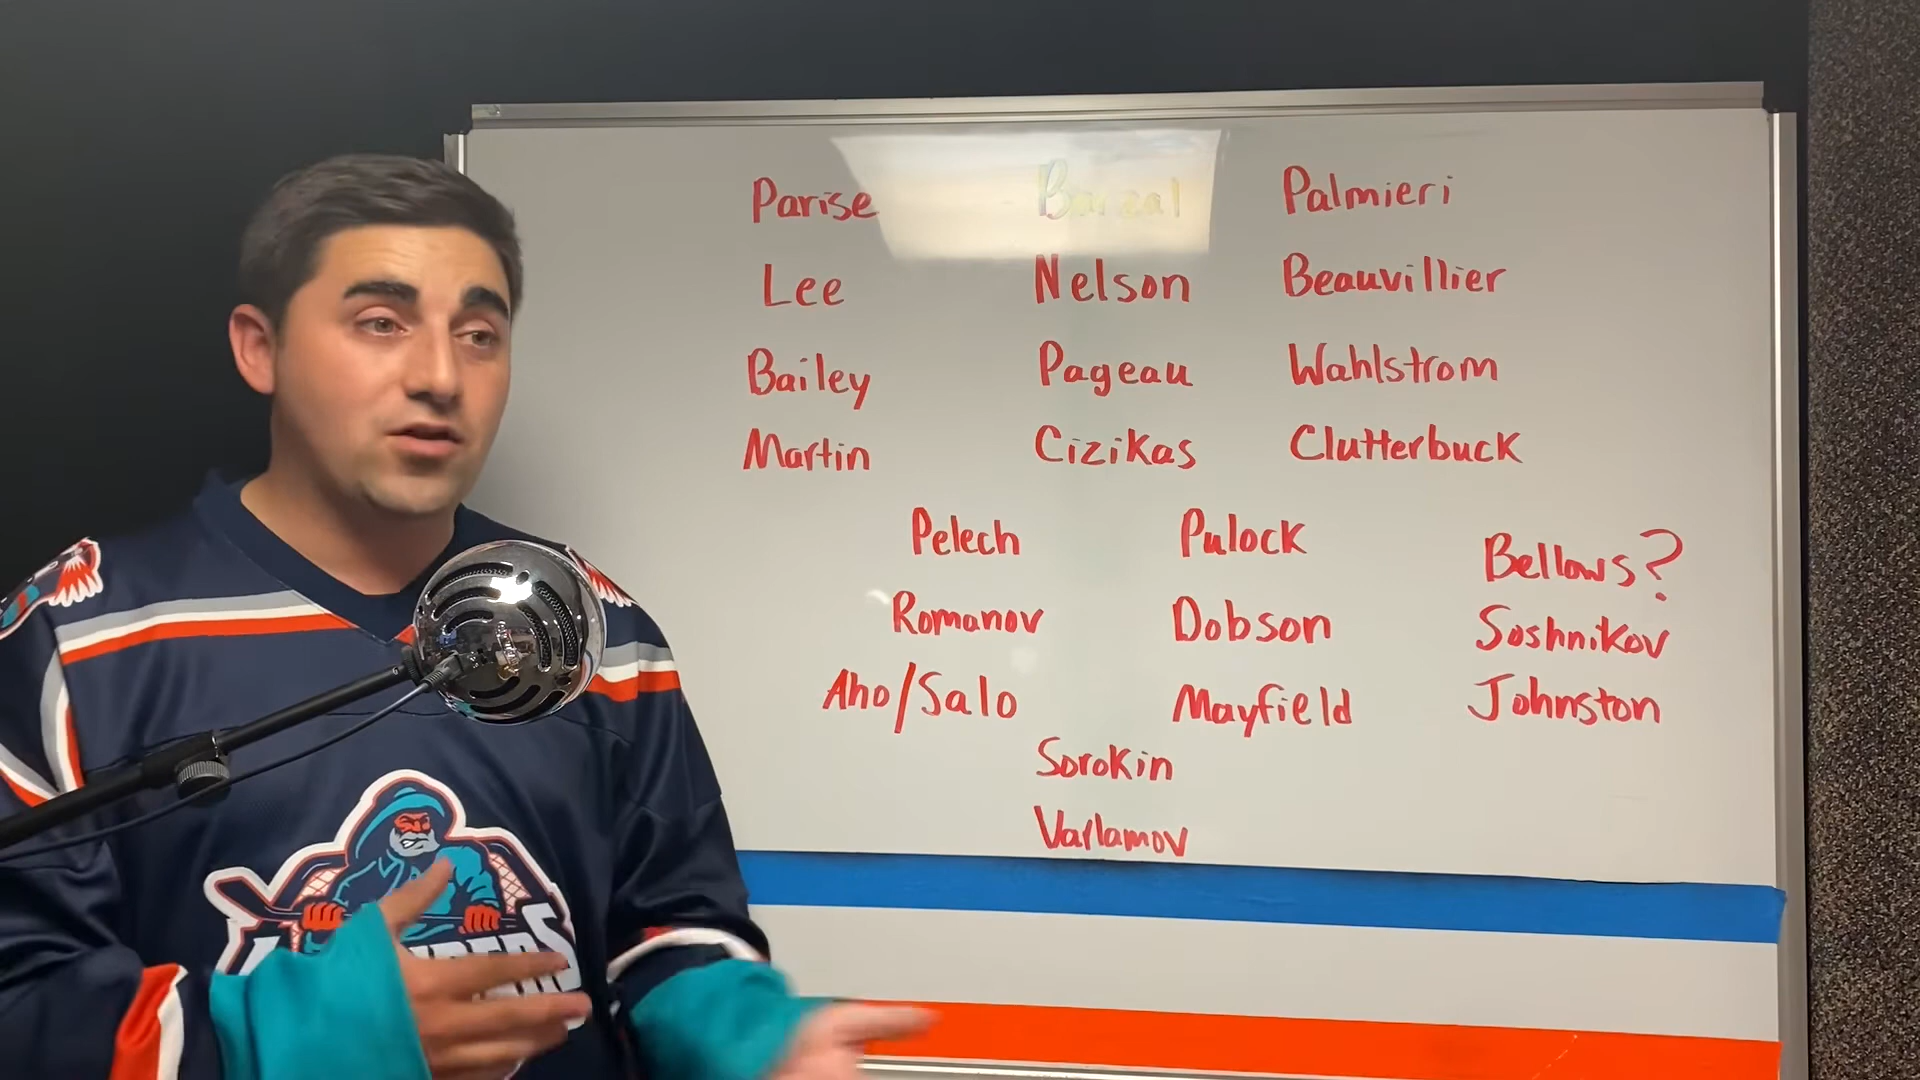 Parise Barzal Palmieri
Lee Nelson Beauvillier
Bailey Pageau Wahlstrom
Martin Cizikas Clutterbuck
Pelech Pulock Bellows?
Romanov Dobson Soshnikov
Aho/Salo Mayfield Johnston
Sorokin
Varlamov